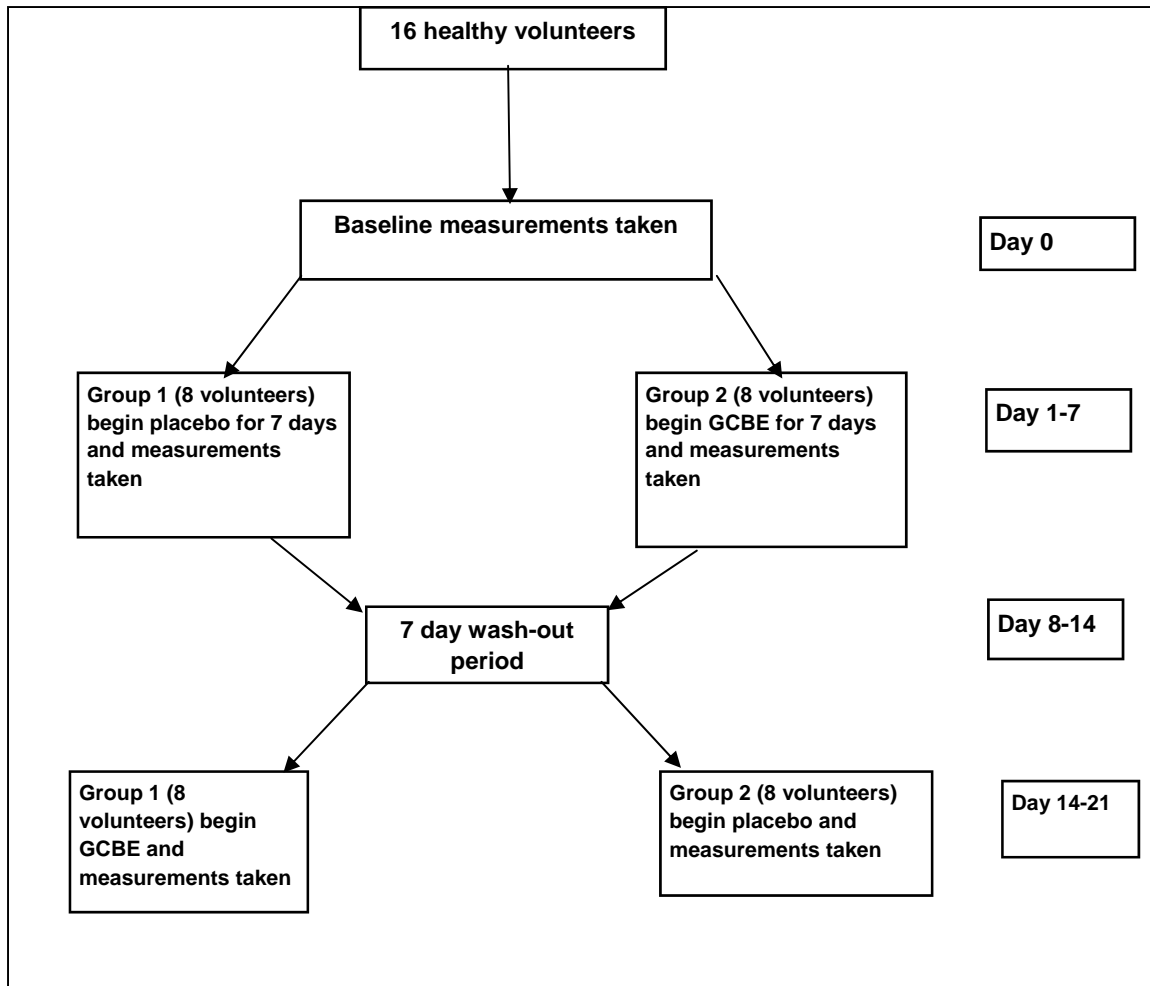 16 healthy volunteers
Baseline measurements taken
Day 0
Group 1 (8 volunteers)
begin placebo for 7 days
and measurements
taken
Group 2 (8 volunteers)
begin GCBE for 7 days
and measurements
taken
Day 1-7
7 day wash-out
period
Day 8-14
Group 1 (8
volunteers) begin
GCBE and
measurements taken
Group 2 (8 volunteers)
begin placebo and
measurements taken
Day 14-21